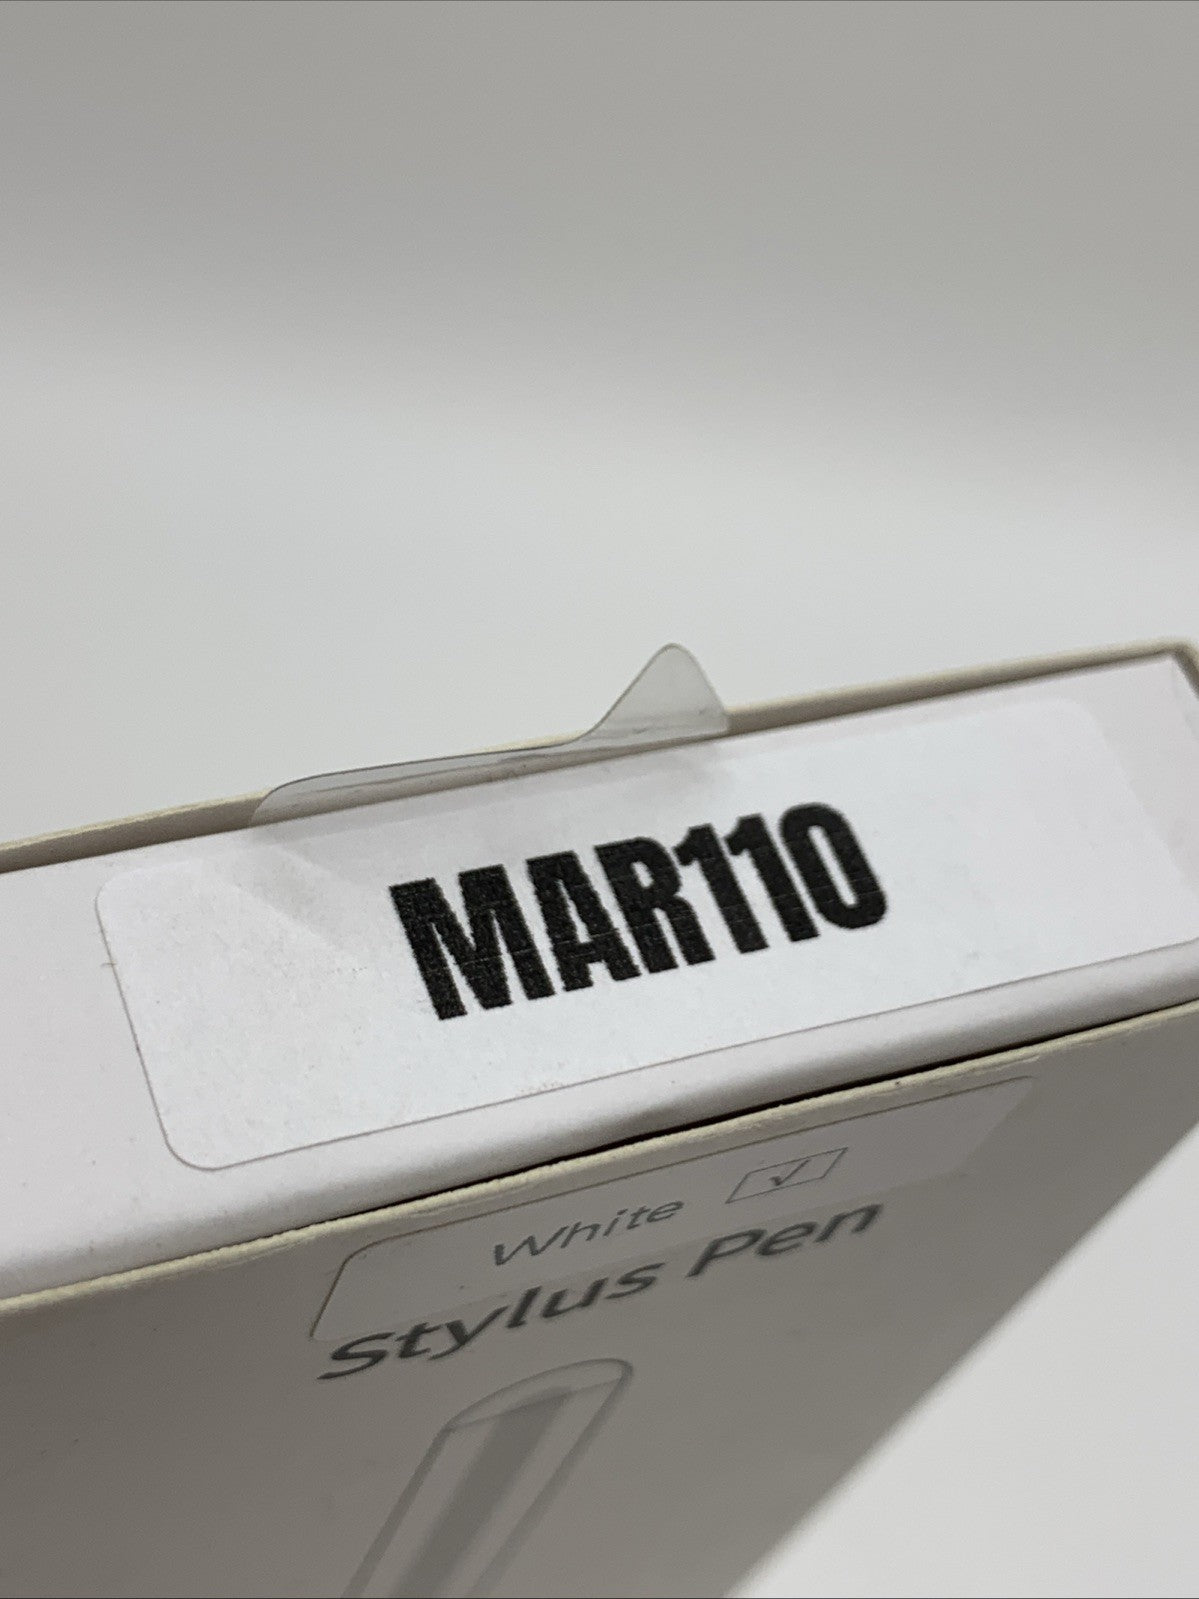 MAR110
White ☑
Stylus Pen